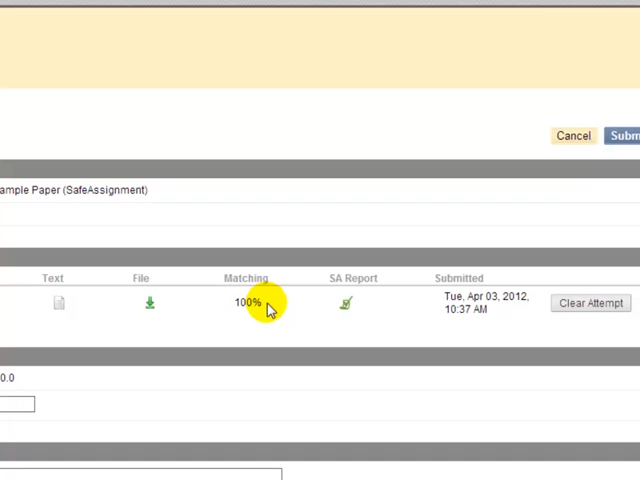 Cancel Subm
ample Paper (SafeAssignment)
Text File Matching SA Report Submitted
100% Tue, Apr 03, 2012,
10:37 AM Clear Attempt
0.0